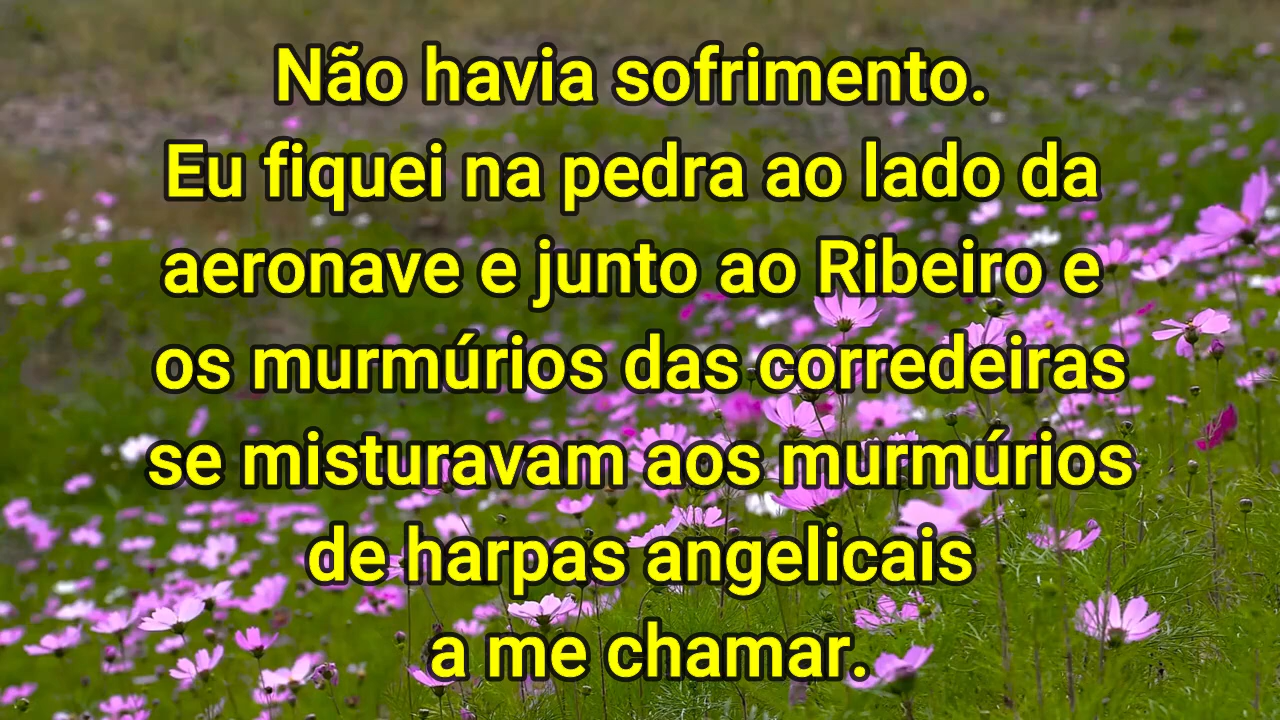 Não havia sofrimento.
Eu fiquei na pedra ao lado da
aeronave e junto ao Ribeiro e
os murmúrios das corredeiras
se misturavam aos murmúrios
de harpas angelicais
a me chamar.